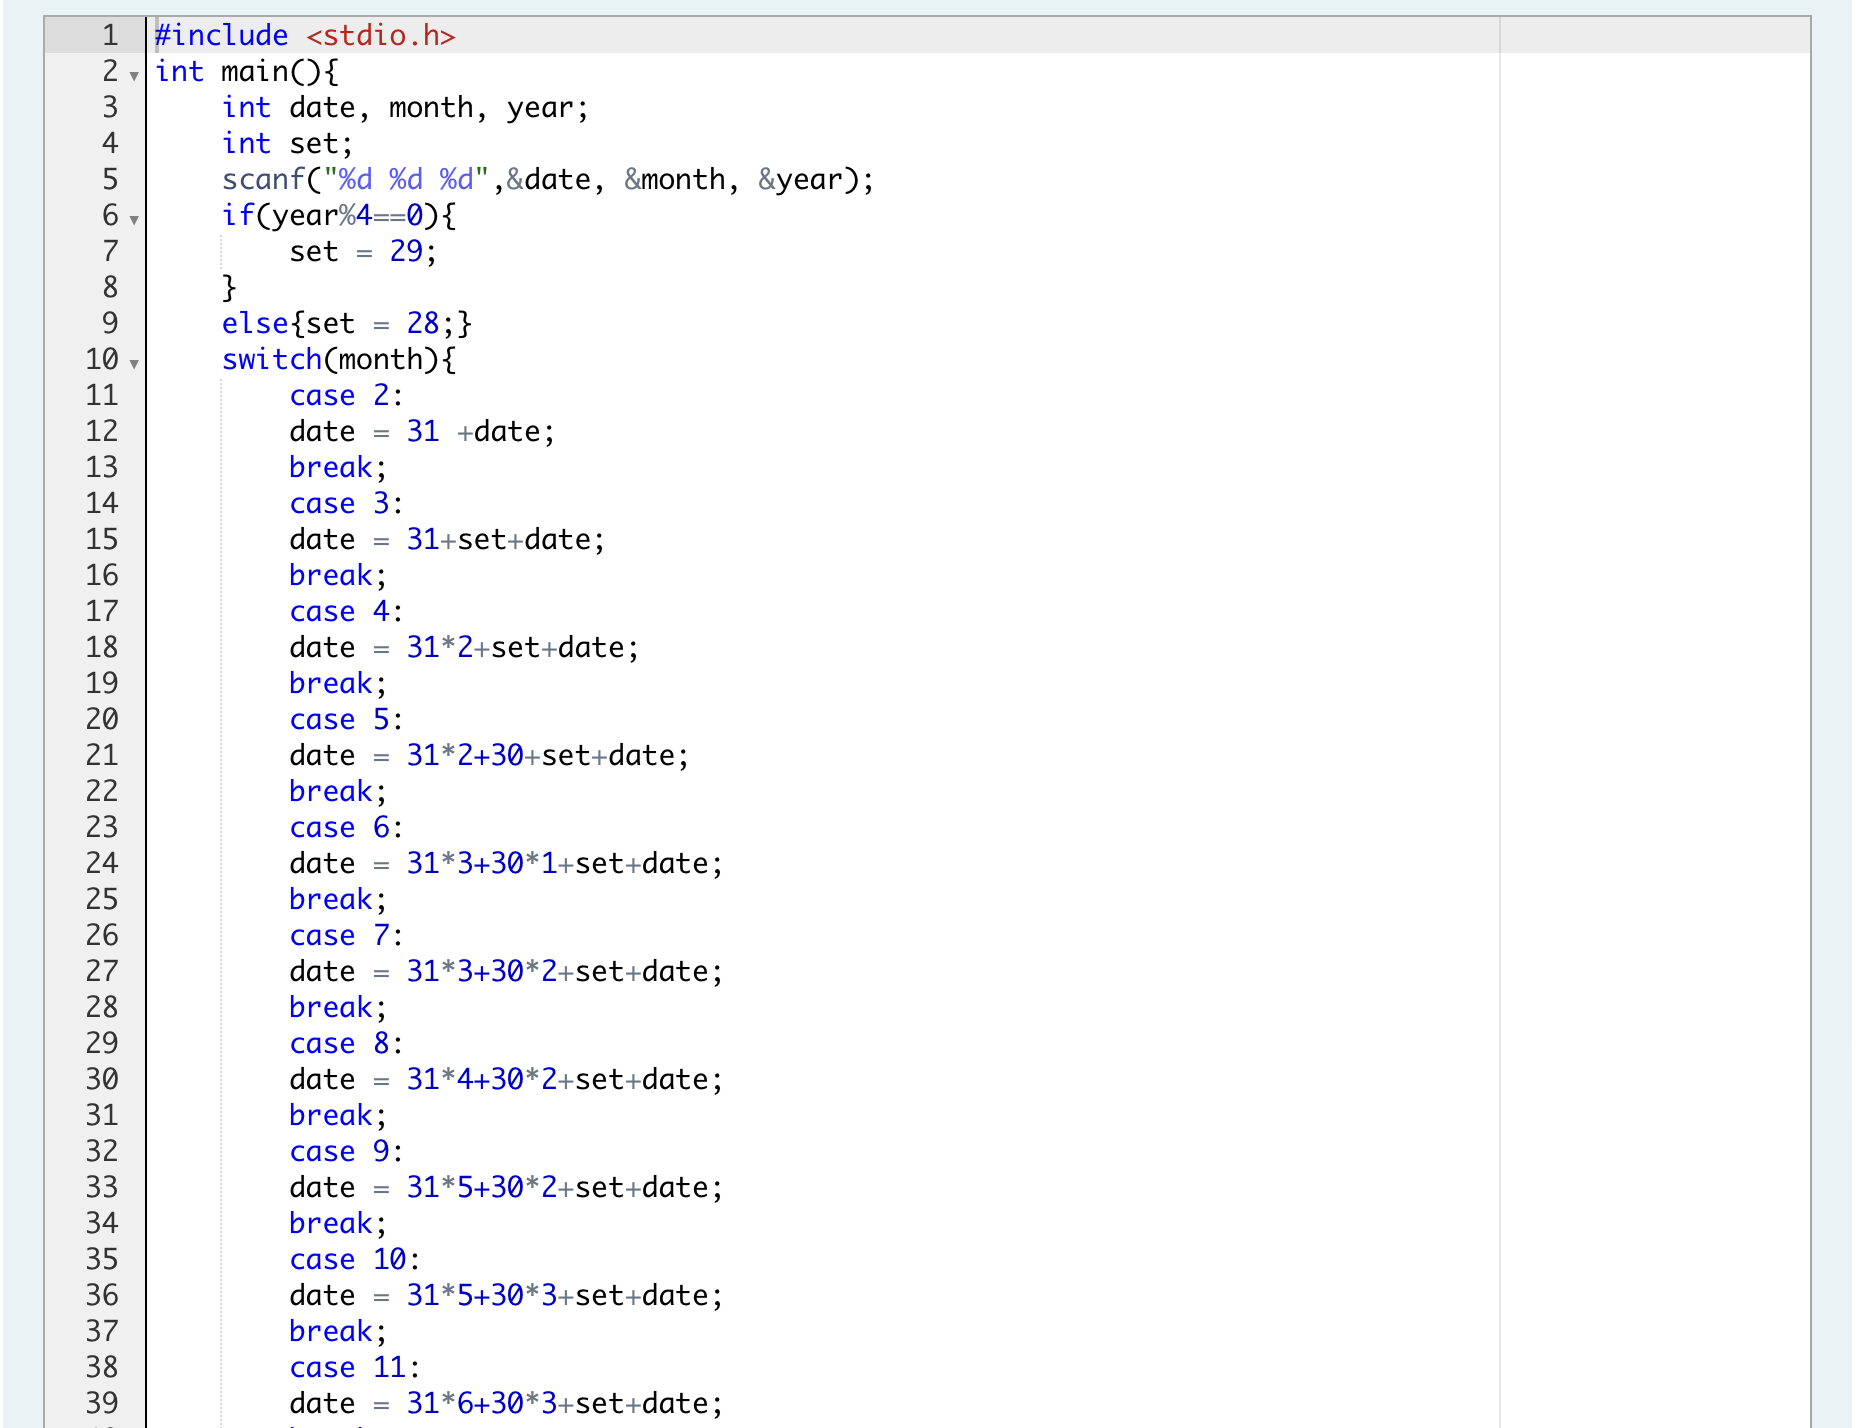 1 #include <stdio.h>
2 int main(){
3 int date, month, year;
4 int set;
5 scanf("%d %d %d",&date, &month, &year);
6 if(year%4==0){
7 set = 29;
8 }
9 else{set = 28;}
10 switch(month){
11 case 2:
12 date = 31 +date;
13 break;
14 case 3:
15 date = 31+set+date;
16 break;
17 case 4:
18 date = 31*2+set+date;
19 break;
20 case 5:
21 date = 31*2+30+set+date;
22 break;
23 case 6:
24 date = 31*3+30*1+set+date;
25 break;
26 case 7:
27 date = 31*3+30*2+set+date;
28 break;
29 case 8:
30 date = 31*4+30*2+set+date;
31 break;
32 case 9:
33 date = 31*5+30*2+set+date;
34 break;
35 case 10:
36 date = 31*5+30*3+set+date;
37 break;
38 case 11:
39 date = 31*6+30*3+set+date;